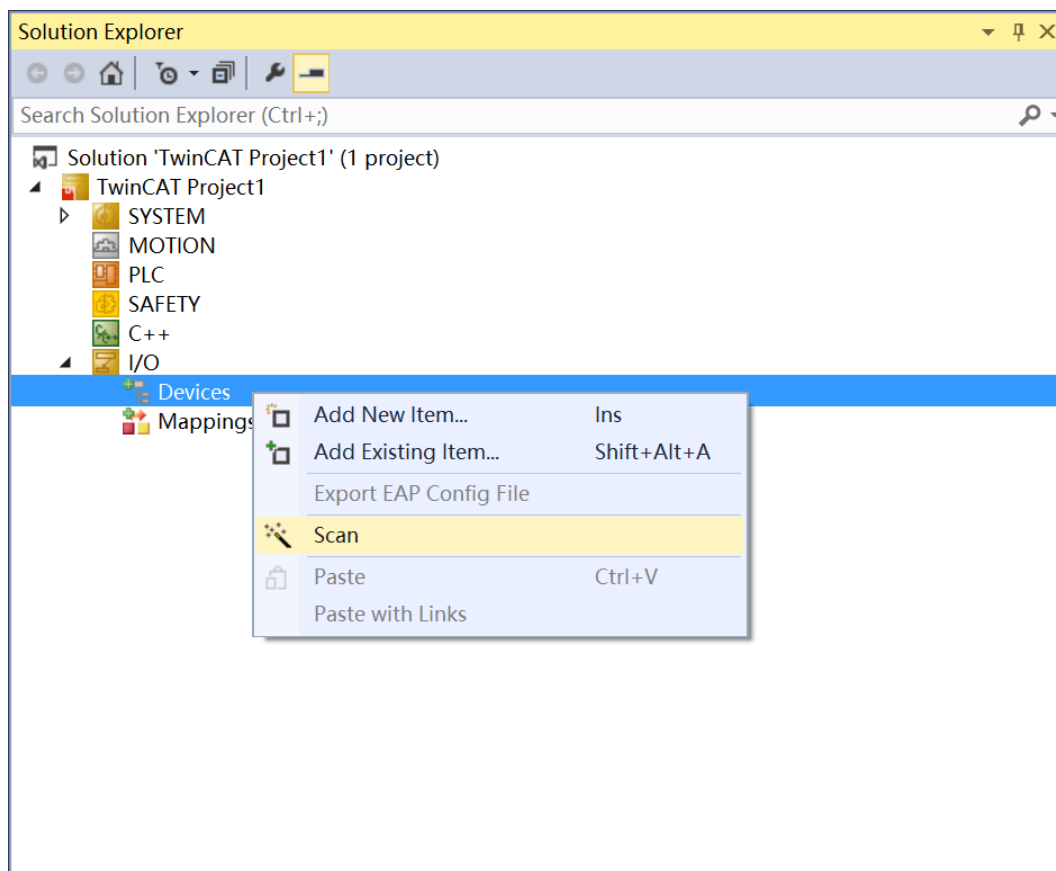 Solution Explorer
Search Solution Explorer (Ctrl+;)
Solution 'TwinCAT Project1' (1 project)
TwinCAT Project1
SYSTEM
MOTION
PLC
SAFETY
C++
I/O
Devices
Mappings
Add New Item... Ins
Add Existing Item... Shift+Alt+A
Export EAP Config File
Scan
Paste Ctrl+V
Paste with Links